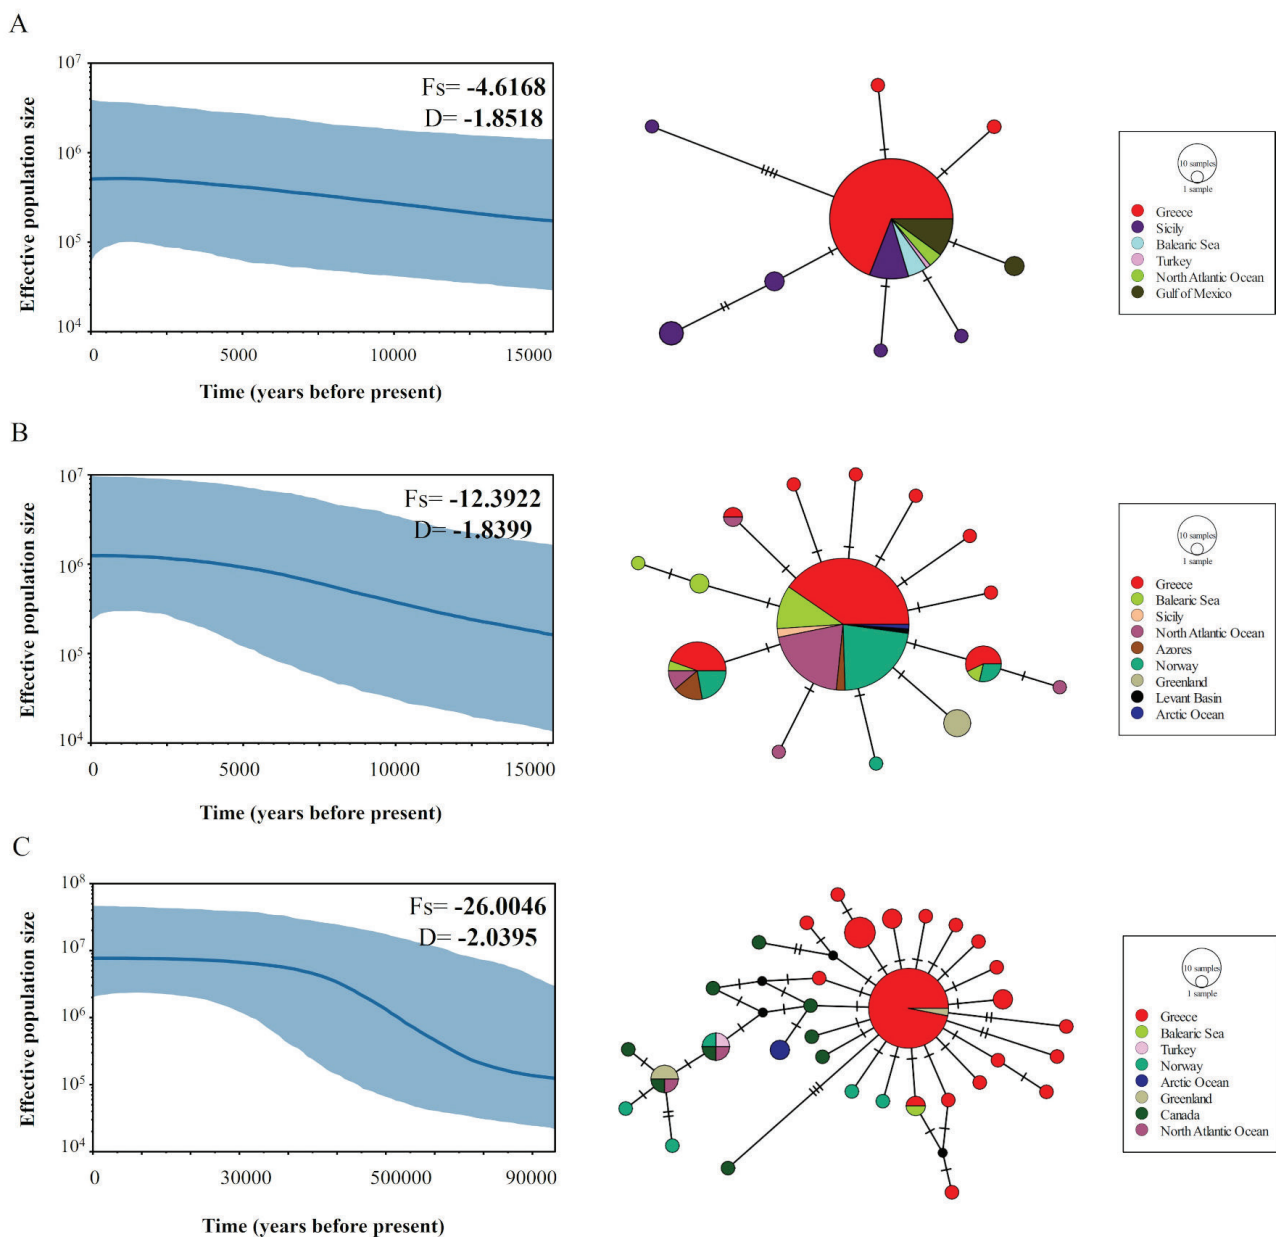 A
10⁷
10⁶
10⁵
10⁴
Effective population size
Fs= -4.6168
D= -1.8518
0 5000 10000 15000
Time (years before present)
10 samples
1 sample
Greece
Sicily
Balearic Sea
Turkey
North Atlantic Ocean
Gulf of Mexico
B
10⁷
10⁶
10⁵
10⁴
Effective population size
Fs= -12.3922
D= -1.8399
0 5000 10000 15000
Time (years before present)
10 samples
1 sample
Greece
Balearic Sea
Sicily
North Atlantic Ocean
Azores
Norway
Greenland
Levant Basin
Arctic Ocean
C
10⁸
10⁷
10⁶
10⁵
10⁴
Effective population size
Fs= -26.0046
D= -2.0395
0 30000 500000 90000
Time (years before present)
10 samples
1 sample
Greece
Balearic Sea
Turkey
Norway
Arctic Ocean
Greenland
Canada
North Atlantic Ocean